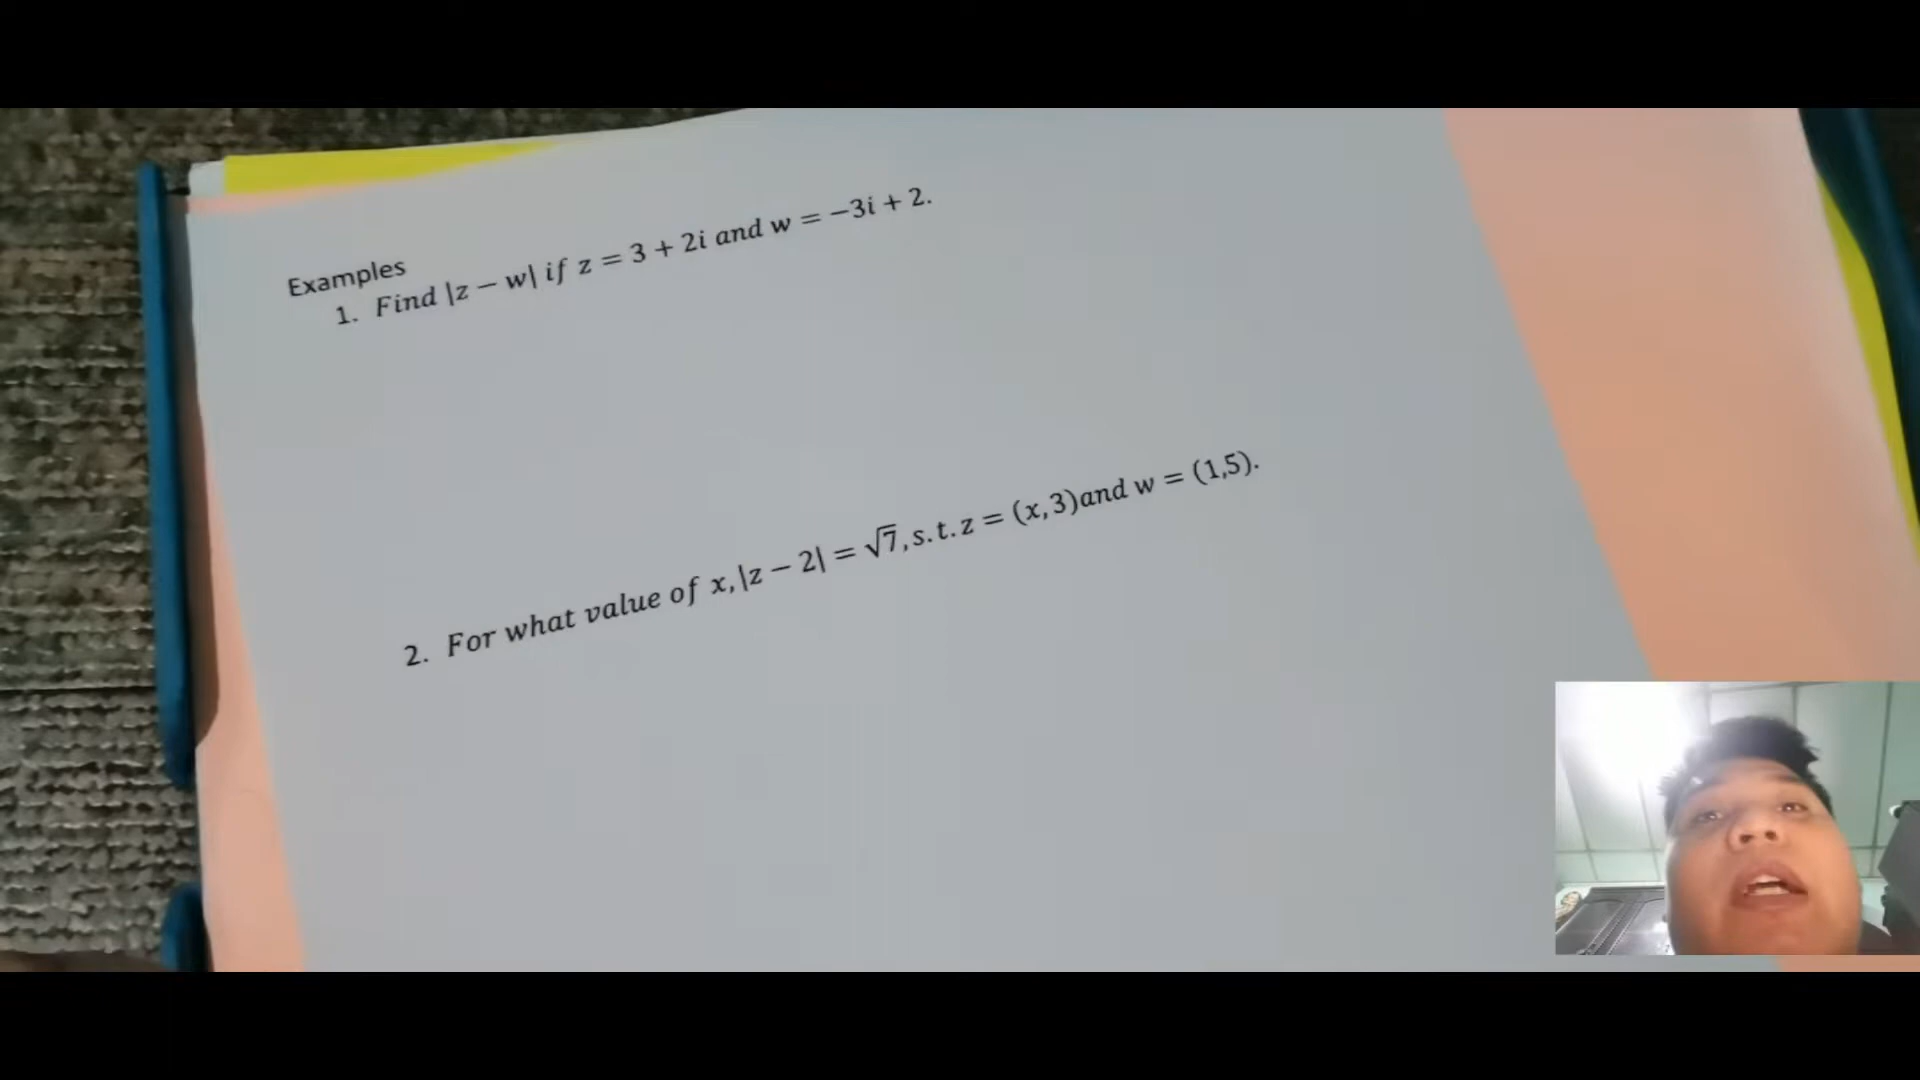 Examples
1. Find |z − w| if z = 3 + 2i and w = −3i + 2.
2. For what value of x, |z − 2| = √7, s.t. z = (x, 3)and w = (1,5).